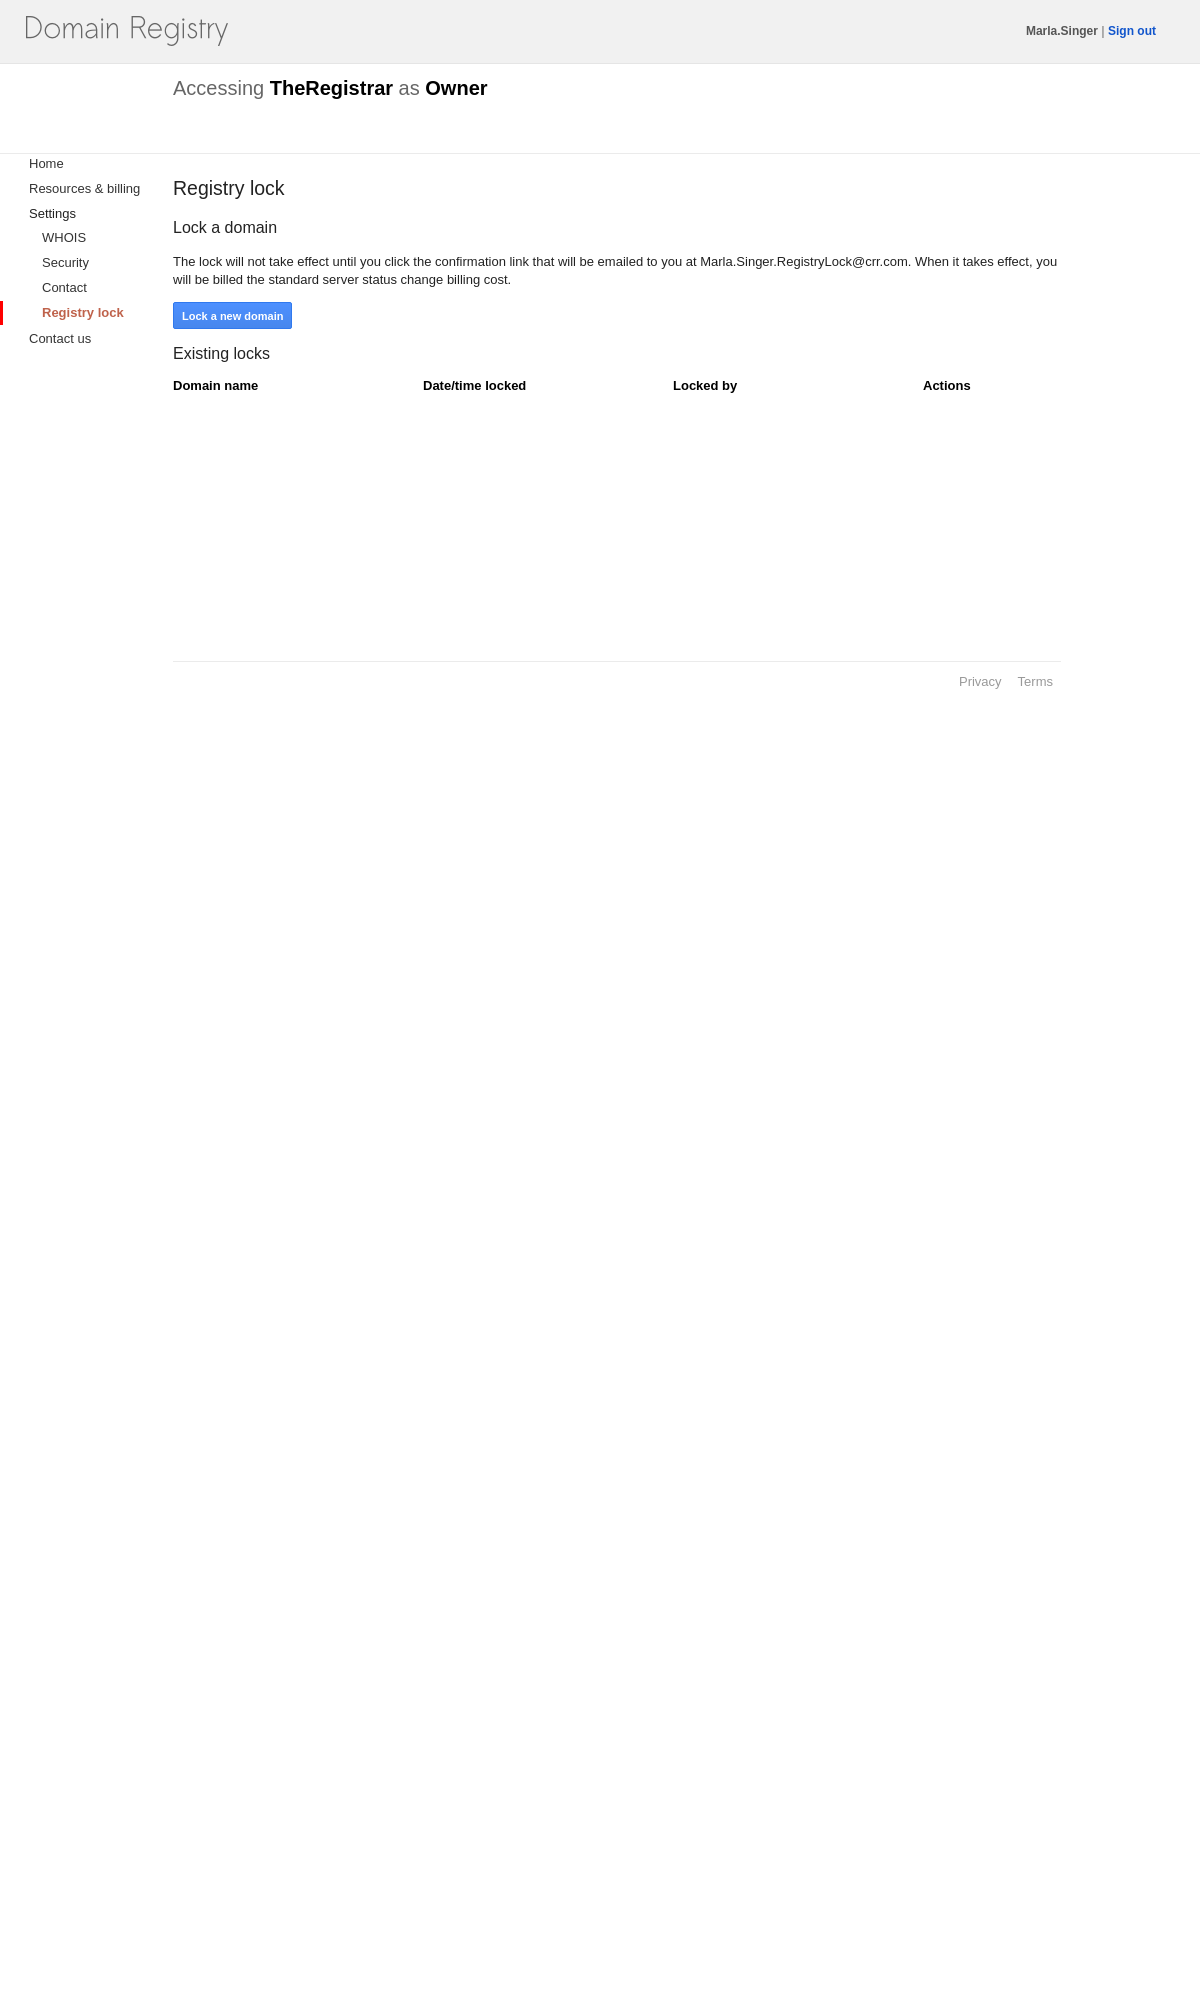 Domain Registry
Marla.Singer | Sign out
Accessing TheRegistrar as Owner
Home
Resources & billing
Settings
WHOIS
Security
Contact
Registry lock
Contact us
Registry lock
Lock a domain
The lock will not take effect until you click the confirmation link that will be emailed to you at Marla.Singer.RegistryLock@crr.com. When it takes effect, you
will be billed the standard server status change billing cost.
Lock a new domain
Existing locks
Domain name Date/time locked Locked by Actions
Privacy Terms